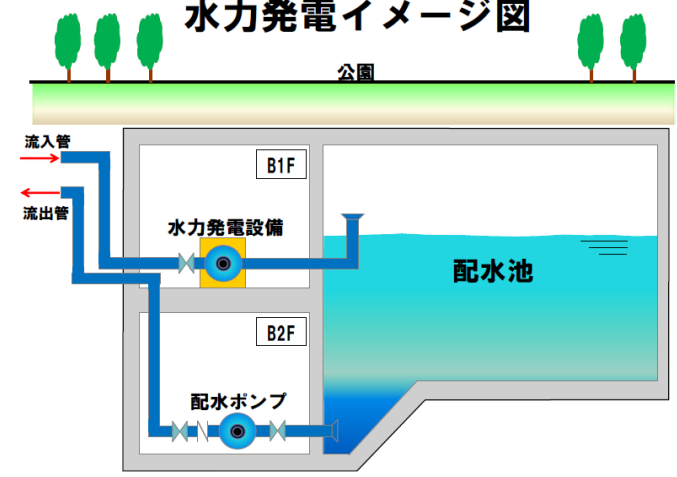 水力発電イメージ図
公園
流入管
B1F
流出管
水力発電設備
配水池
B2F
配水ポンプ